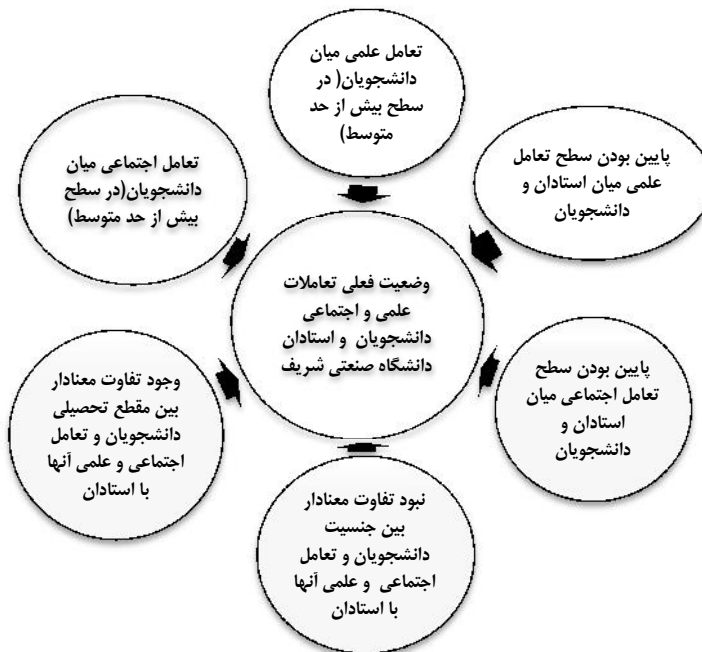 تعامل علمی میان
دانشجویان( در
سطح بیش از حد
متوسط)
پایین بودن سطح تعامل
علمی میان استادان و
دانشجویان
تعامل اجتماعی میان
دانشجویان(در سطح
بیش از حد متوسط)
وضعیت فعلی تعاملات
علمی و اجتماعی
دانشجویان و استادان
دانشگاه صنعتی شریف
پایین بودن سطح
تعامل اجتماعی میان
استادان و
دانشجویان
وجود تفاوت معنادار
بین مقطع تحصیلی
دانشجویان و تعامل
اجتماعی و علمی آنها
با استادان
نبود تفاوت معنادار
بین جنسیت
دانشجویان و تعامل
اجتماعی و علمی آنها
با استادان